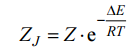 Z_J = Z · e^{-ΔE/RT}